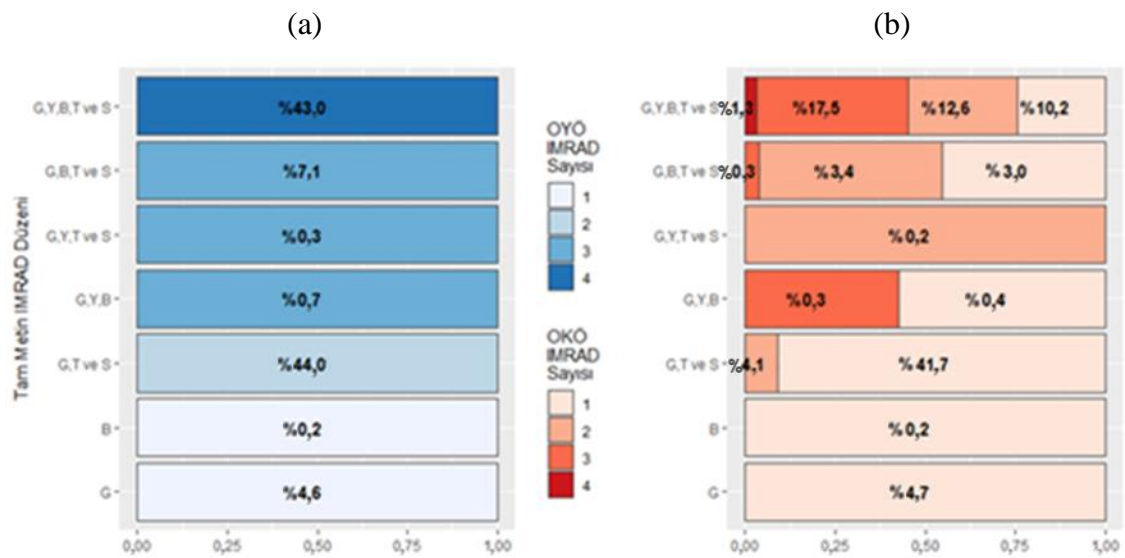 (a)
(b)
Tam Metin IMRAD Düzeni
G,Y,B,T ve S
G,B,T ve S
G,Y,T ve S
G,Y,B
G,T ve S
B
G
%43,0
%7,1
%0,3
%0,7
%44,0
%0,2
%4,6
0,00 0,25 0,50 0,75 1,00
OYÖ
IMRAD
Sayısı
1
2
3
4
OKÖ
IMRAD
Sayısı
1
2
3
4
G,Y,B,T ve S %1,3 %17,5 %12,6 %10,2
G,B,T ve S %0,3 %3,4 %3,0
G,Y,T ve S %0,2
G,Y,B %0,3 %0,4
G,T ve S %4,1 %41,7
B %0,2
G %4,7
0,00 0,25 0,50 0,75 1,00